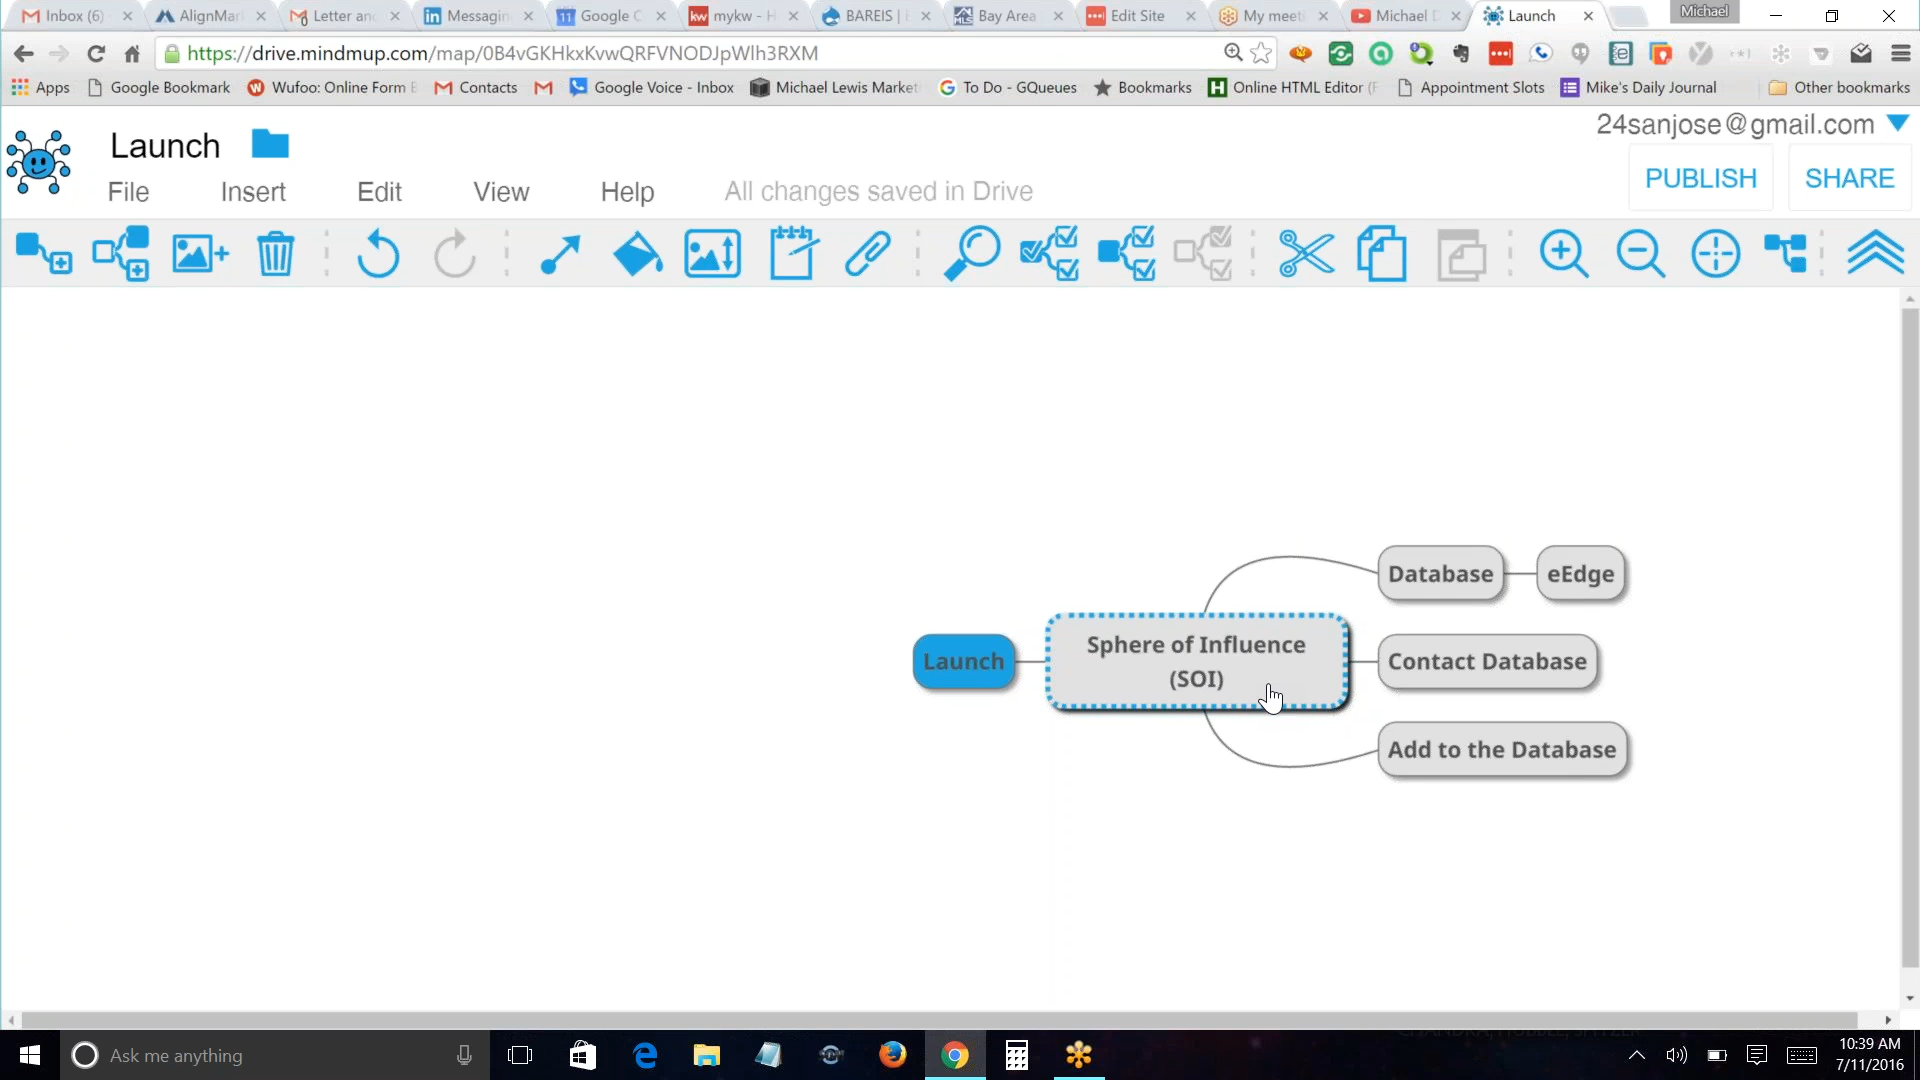 Inbox (6)
AlignMar
Letter an
Messagin
Google C
mykw - H
BAREIS |
Bay Area
Edit Site
My meeti
Michael D
Launch
Michael
https://drive.mindmup.com/map/0B4vGKHkxKvwQRFVNODJpWlh3RXM
Apps
Google Bookmark
Wufoo: Online Form
Contacts
Google Voice - Inbox
Michael Lewis Market
To Do - GQueues
Bookmarks
Online HTML Editor (F
Appointment Slots
Mike's Daily Journal
Other bookmarks
Launch
24sanjose@gmail.com
File
Insert
Edit
View
Help
All changes saved in Drive
PUBLISH
SHARE
Database
eEdge
Launch
Sphere of Influence
(SOI)
Contact Database
Add to the Database
Ask me anything
10:39 AM
7/11/2016